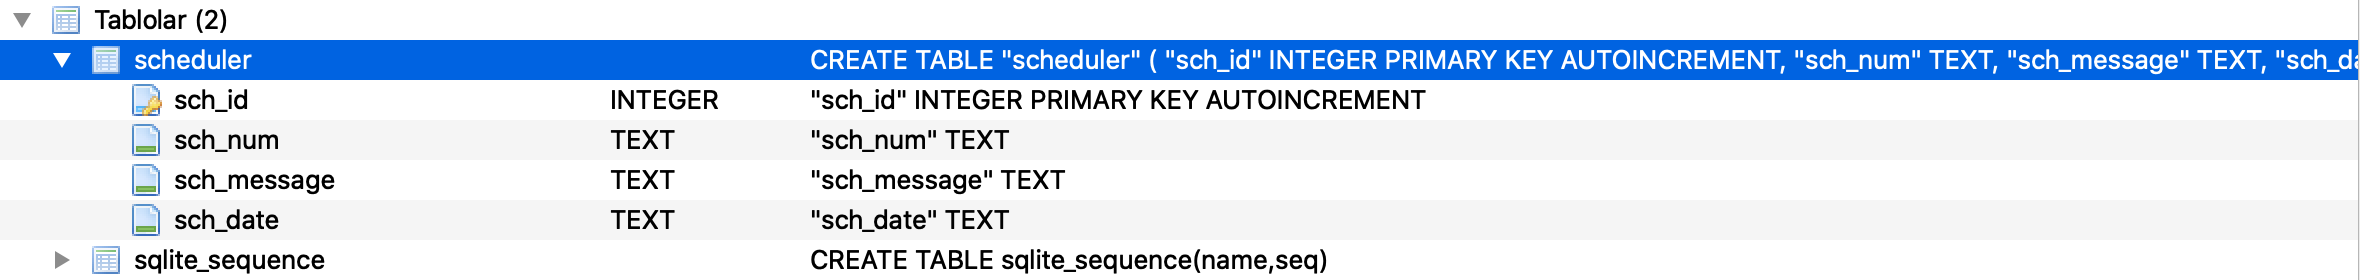 Tablolar (2)
scheduler CREATE TABLE "scheduler" ( "sch_id" INTEGER PRIMARY KEY AUTOINCREMENT, "sch_num" TEXT, "sch_message" TEXT, "sch_da
sch_id INTEGER "sch_id" INTEGER PRIMARY KEY AUTOINCREMENT
sch_num TEXT "sch_num" TEXT
sch_message TEXT "sch_message" TEXT
sch_date TEXT "sch_date" TEXT
sqlite_sequence CREATE TABLE sqlite_sequence(name,seq)